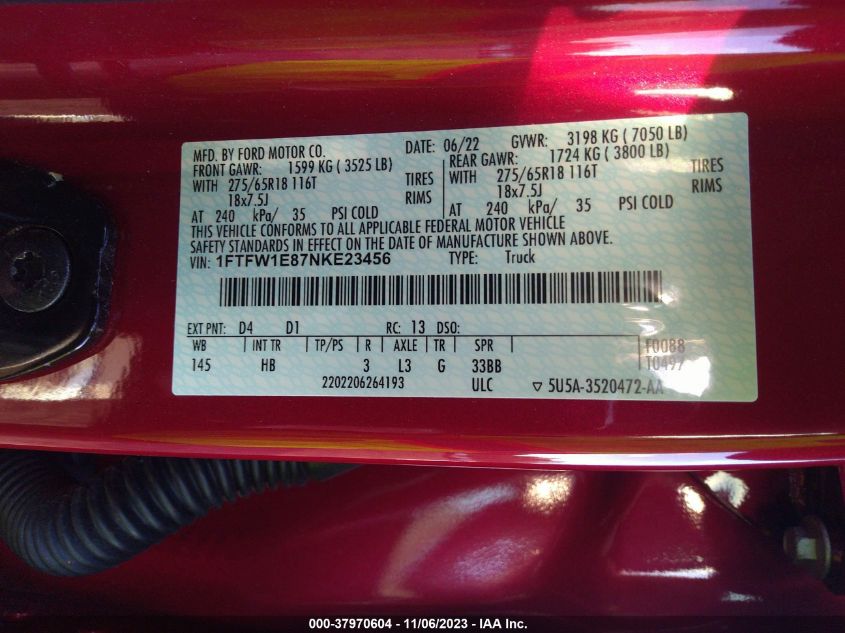 MFD. BY FORD MOTOR CO. DATE: 06/22 GVWR: 3198 KG ( 7050 LB)
FRONT GAWR: 1599 KG ( 3525 LB) REAR GAWR: 1724 KG ( 3800 LB)
WITH 275/65R18 116T TIRES WITH 275/65R18 116T TIRES
18x7.5J RIMS 18x7.5J RIMS
AT 240 kPa/ 35 PSI COLD AT 240 kPa/ 35 PSI COLD
THIS VEHICLE CONFORMS TO ALL APPLICABLE FEDERAL MOTOR VEHICLE
SAFETY STANDARDS IN EFFECT ON THE DATE OF MANUFACTURE SHOWN ABOVE.
VIN: 1FTFW1E87NKE23456 TYPE: Truck
EXT PNT: D4 D1 RC: 13 DSO:
WB INT TR TP/PS R AXLE TR SPR F0088
145 HB 3 L3 G 33BB T0497
2202206264193 ULC ▽ 5U5A-3520472-AA
000-37970604 - 11/06/2023 - IAA Inc.